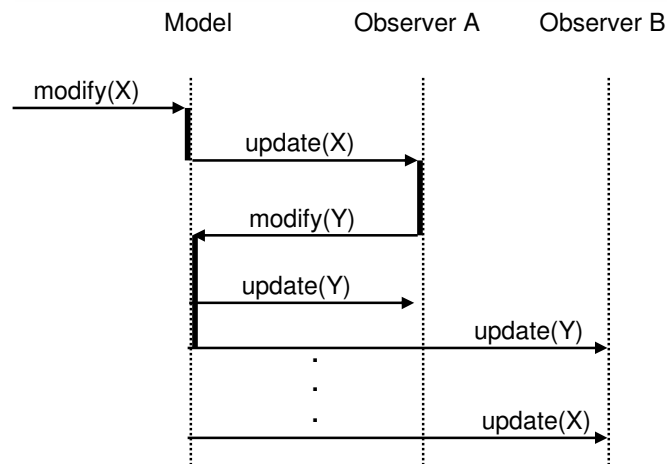 Model Observer A Observer B
modify(X)
update(X)
modify(Y)
update(Y)
update(Y)
.
.
.
update(X)